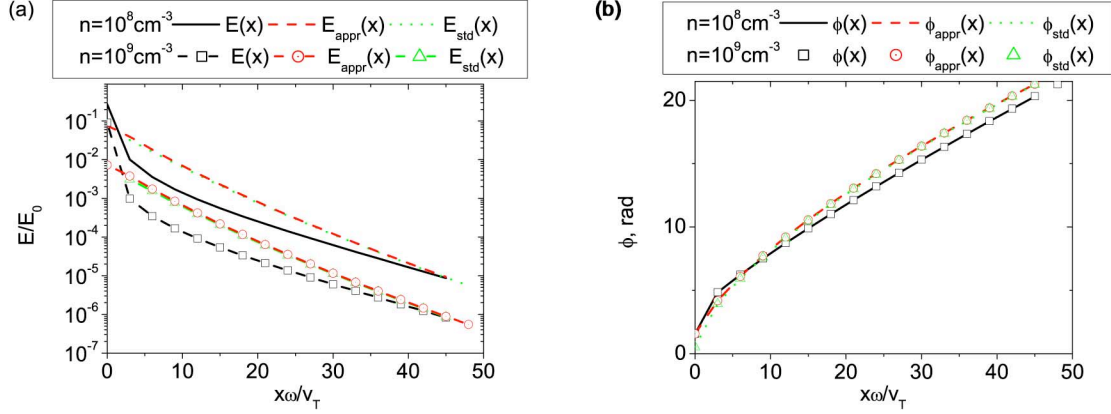 (a)
n=10⁸cm⁻³ E(x) E_appr(x) E_std(x)
n=10⁹cm⁻³ E(x) E_appr(x) E_std(x)
10⁻¹
10⁻²
10⁻³
10⁻⁴
10⁻⁵
10⁻⁶
10⁻⁷
E/E₀
0 10 20 30 40 50
xω/v_T
(b)
n=10⁸cm⁻³ ϕ(x) ϕ_appr(x) ϕ_std(x)
n=10⁹cm⁻³ ϕ(x) ϕ_appr(x) ϕ_std(x)
20
10
0
ϕ, rad
0 10 20 30 40 50
xω/v_T